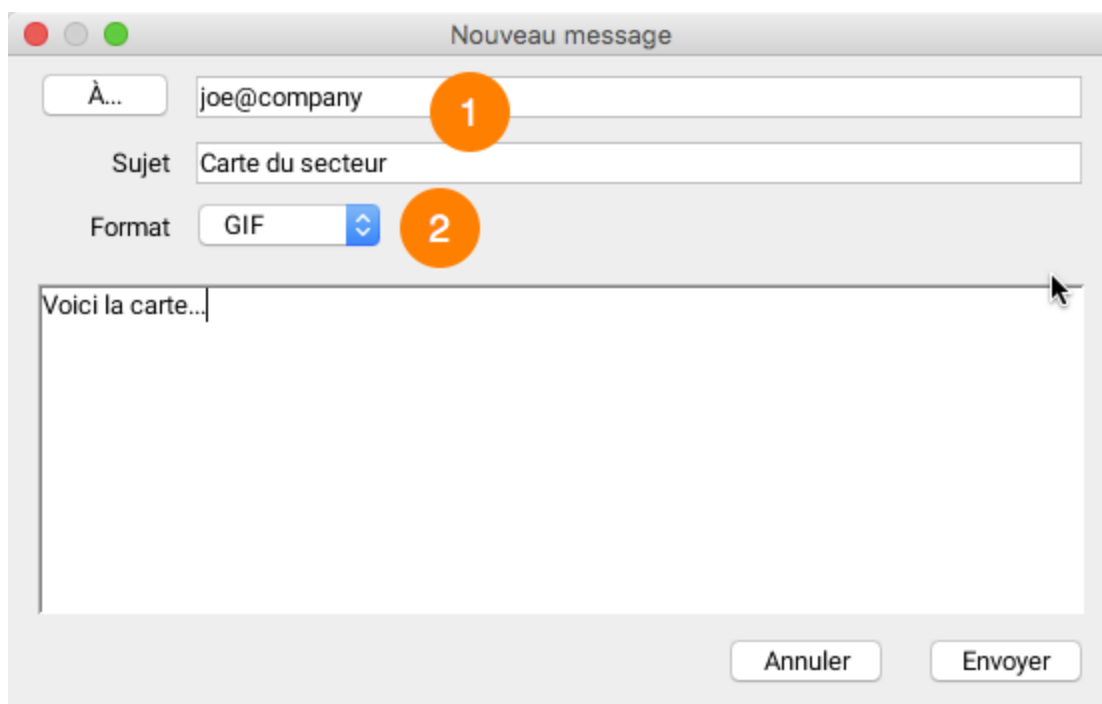 Nouveau message
À... joe@company 1
Sujet Carte du secteur
Format GIF 2
Voici la carte...
Annuler Envoyer